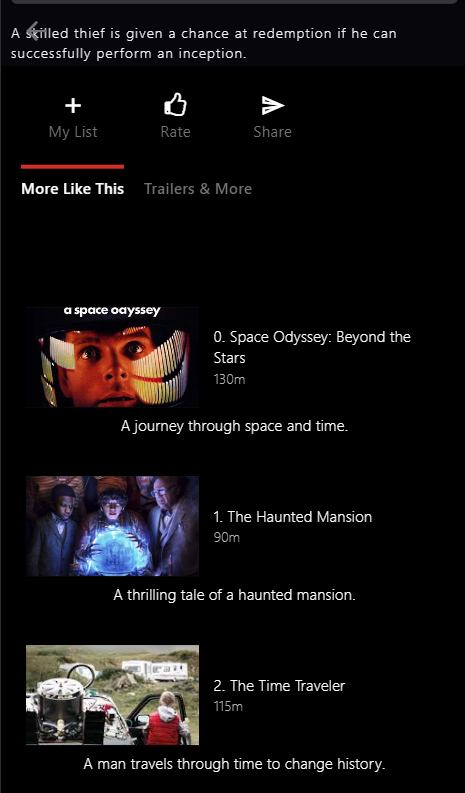 A skilled thief is given a chance at redemption if he can
successfully perform an inception.
My List
Rate
Share
More Like This
Trailers & More
a space odyssey
0. Space Odyssey: Beyond the
Stars
130m
A journey through space and time.
1. The Haunted Mansion
90m
A thrilling tale of a haunted mansion.
2. The Time Traveler
115m
A man travels through time to change history.